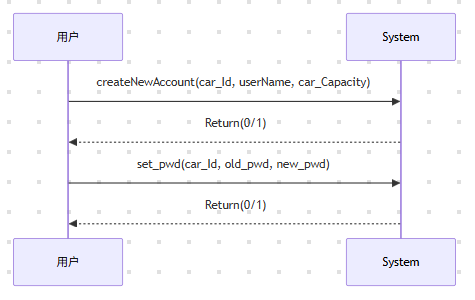 用户 System
createNewAccount(car_Id, userName, car_Capacity)
Return(0/1)
set_pwd(car_Id, old_pwd, new_pwd)
Return(0/1)
用户 System